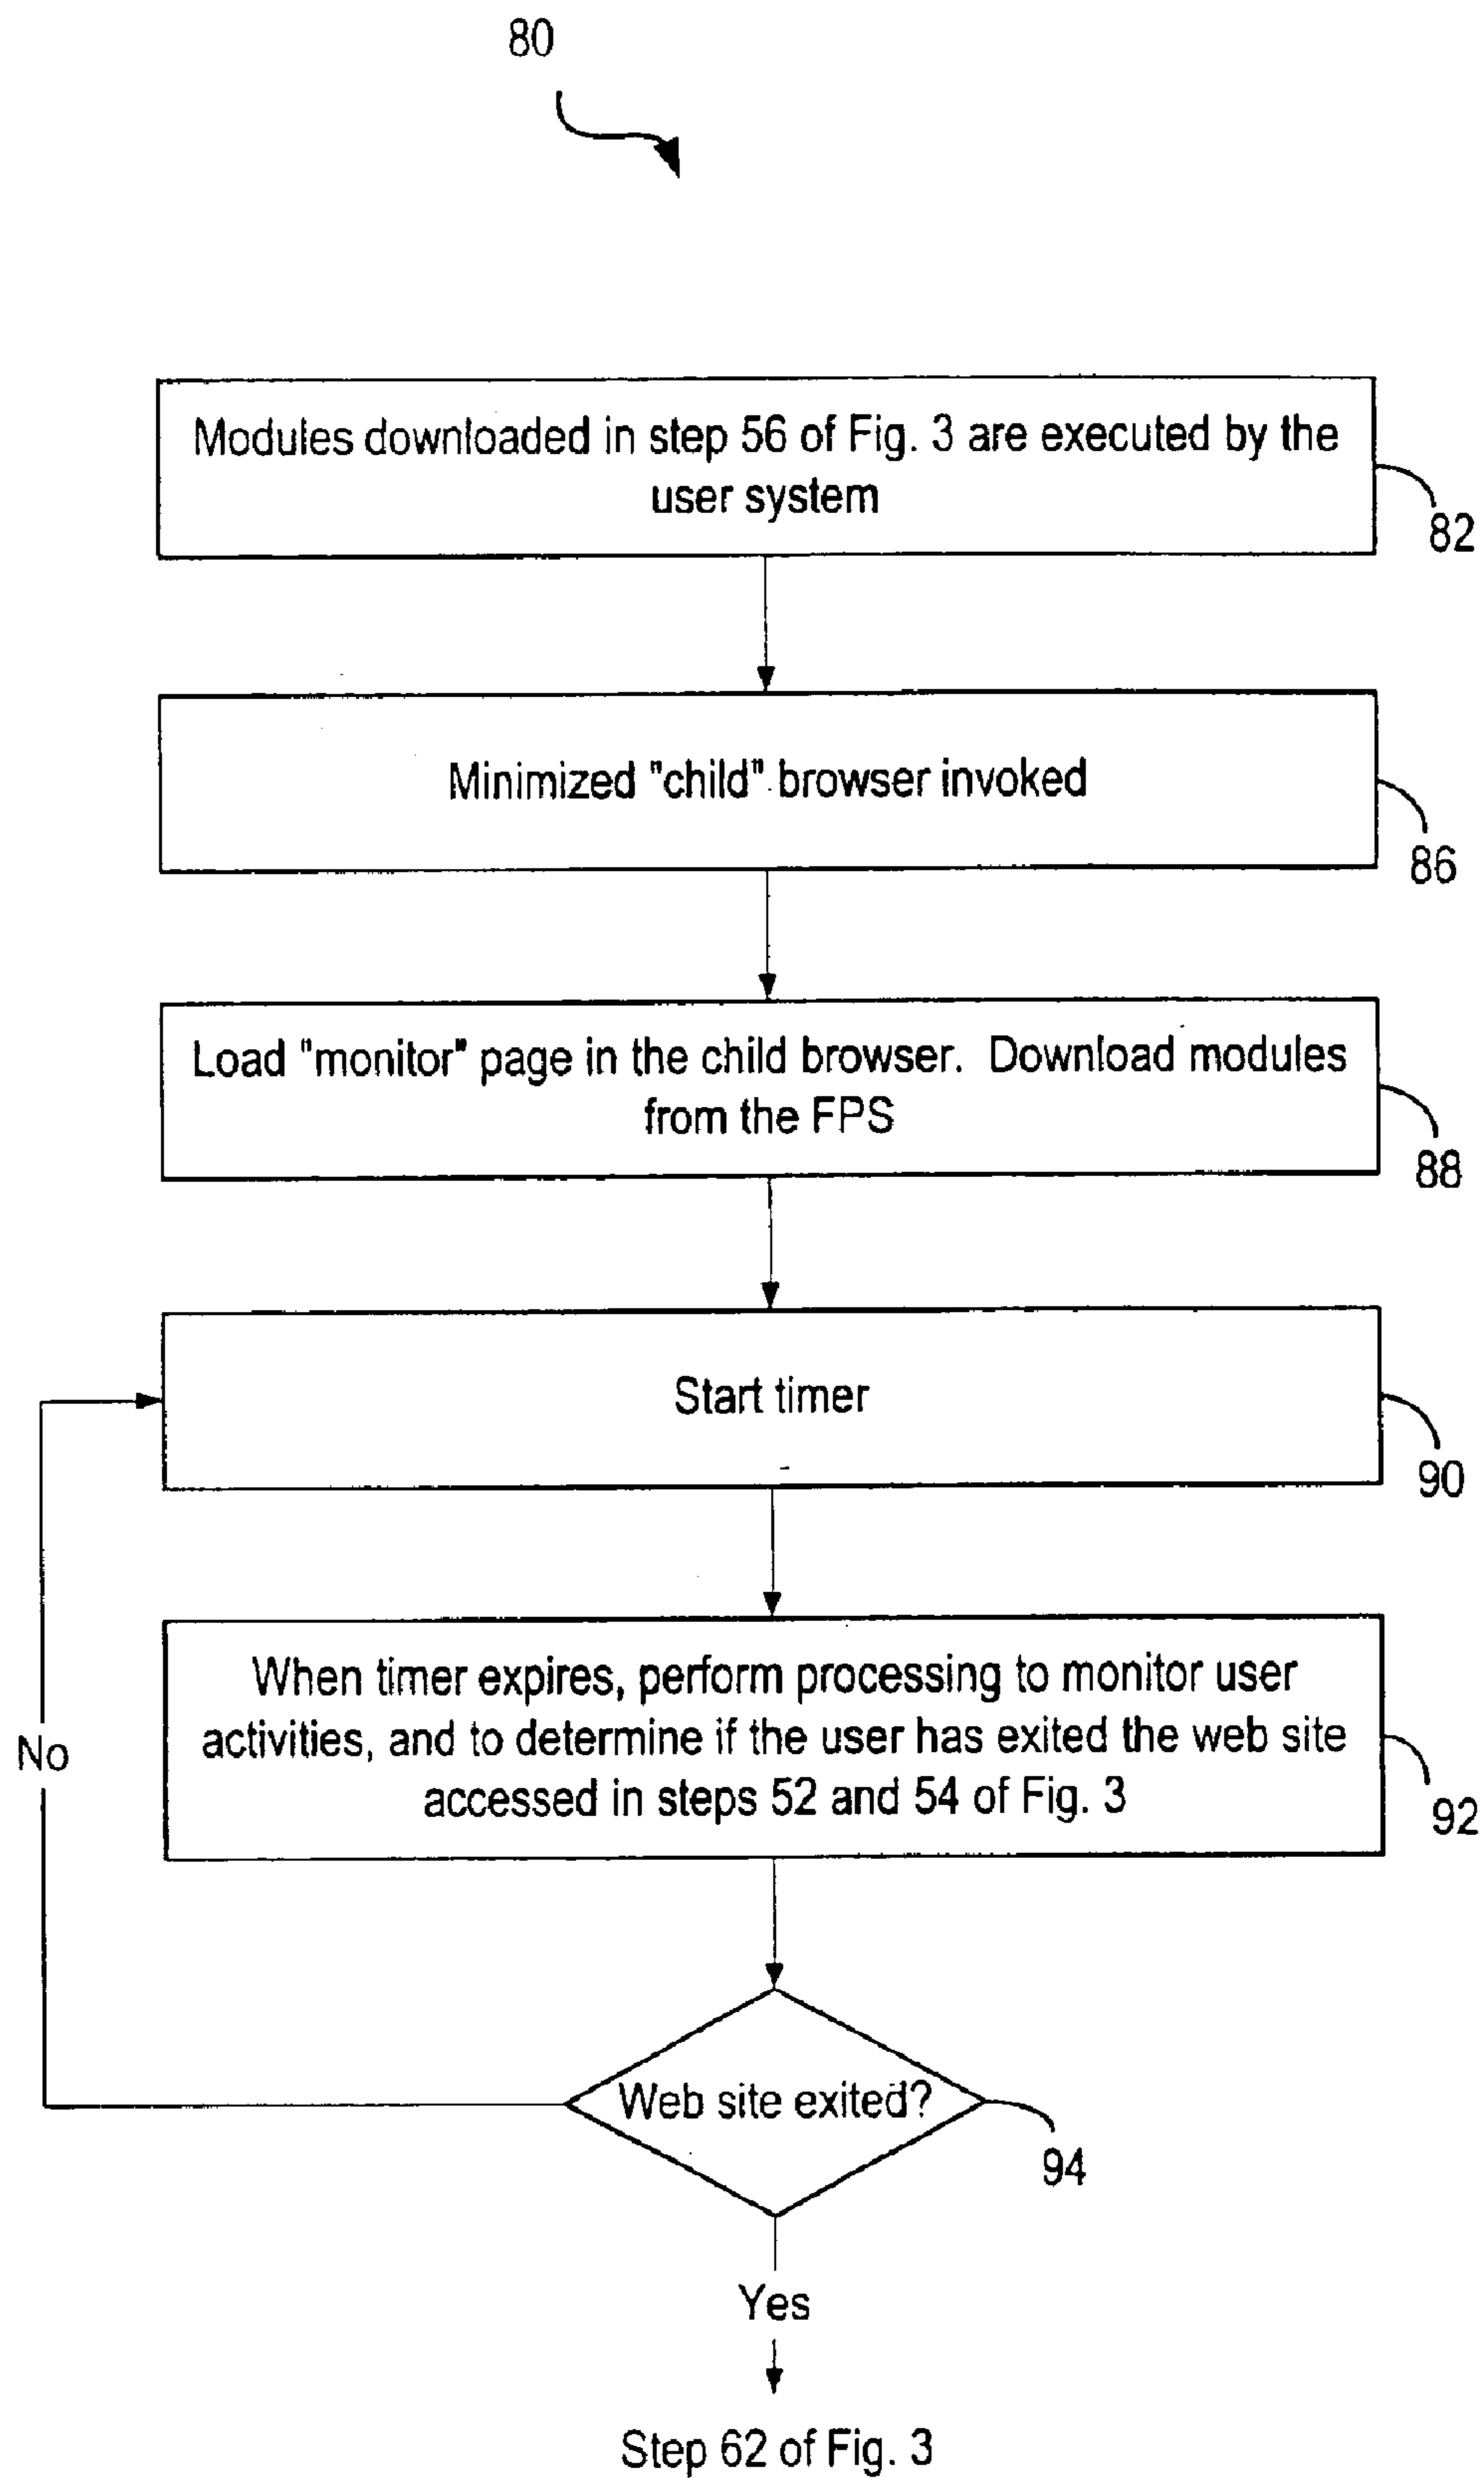 80
Modules downloaded in step 56 of Fig. 3 are executed by the
user system
82
Minimized "child" browser invoked
86
Load "monitor" page in the child browser. Download modules
from the FPS
88
Start timer
90
When timer expires, perform processing to monitor user
activities, and to determine if the user has exited the web site
accessed in steps 52 and 54 of Fig. 3
92
No
Web site exited?
94
Yes
Step 62 of Fig. 3